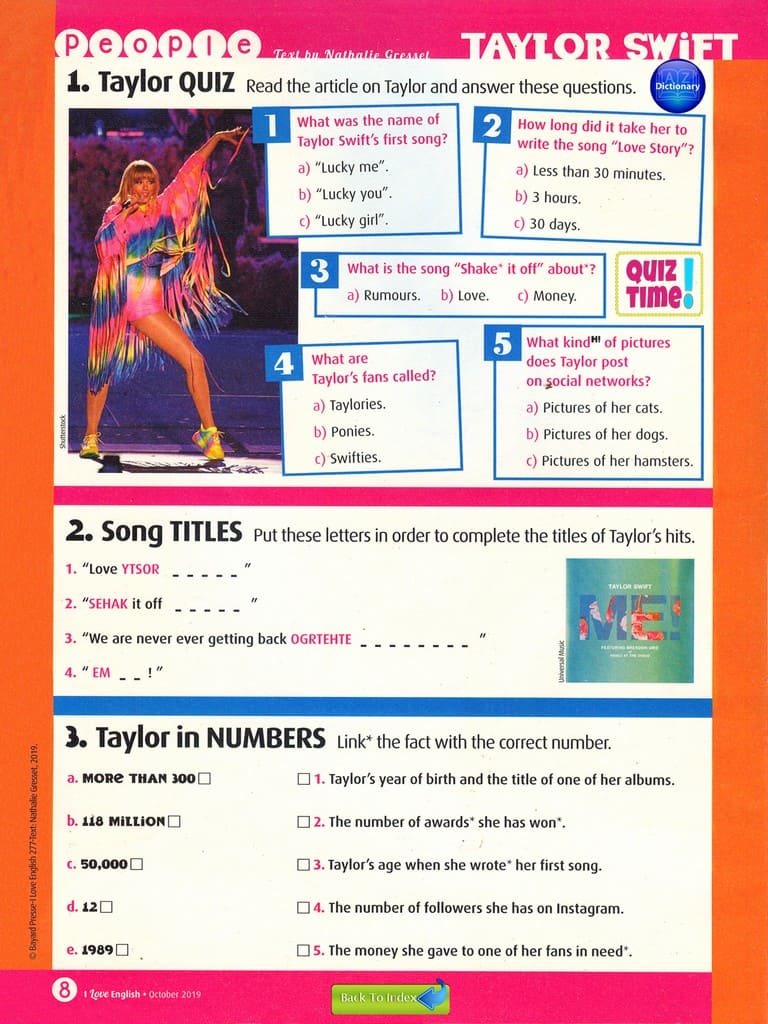 PEOPLE
Text by Nathalie Gresset
TAYLOR SWiFT
1. Taylor QUIZ Read the article on Taylor and answer these questions.
A Z
Dictionary
1
What was the name of
Taylor Swift's first song?
a) "Lucky me".
b) "Lucky you".
c) "Lucky girl".
2
How long did it take her to
write the song "Love Story"?
a) Less than 30 minutes.
b) 3 hours.
c) 30 days.
3
What is the song "Shake* it off" about*?
a) Rumours. b) Love. c) Money.
QUIZ
TiME!
4
What are
Taylor's fans called?
a) Taylories.
b) Ponies.
c) Swifties.
5
What kind of pictures
does Taylor post
on social networks?
a) Pictures of her cats.
b) Pictures of her dogs.
c) Pictures of her hamsters.
Shutterstock
2. Song TITLES Put these letters in order to complete the titles of Taylor's hits.
1. "Love YTSOR _ _ _ _ _ "
2. "SEHAK it off _ _ _ _ _ "
3. "We are never ever getting back OGRTEHTE _ _ _ _ _ _ _ _ "
4. " EM _ _ ! "
TAYLOR SWIFT
ME!
FEATURING BRENDON URIE
OF
PANIC! AT THE DISCO
Universal Music
3. Taylor in NUMBERS Link* the fact with the correct number.
a. MORe THAN 300
b. 118 MiLLiON
c. 50,000
d. 12
e. 1989
1. Taylor's year of birth and the title of one of her albums.
2. The number of awards* she has won*.
3. Taylor's age when she wrote* her first song.
4. The number of followers she has on Instagram.
5. The money she gave to one of her fans in need*.
© Bayard Presse-I Love English 277-Text: Nathalie Gresset, 2019.
8 I Love English • October 2019
Back To Index